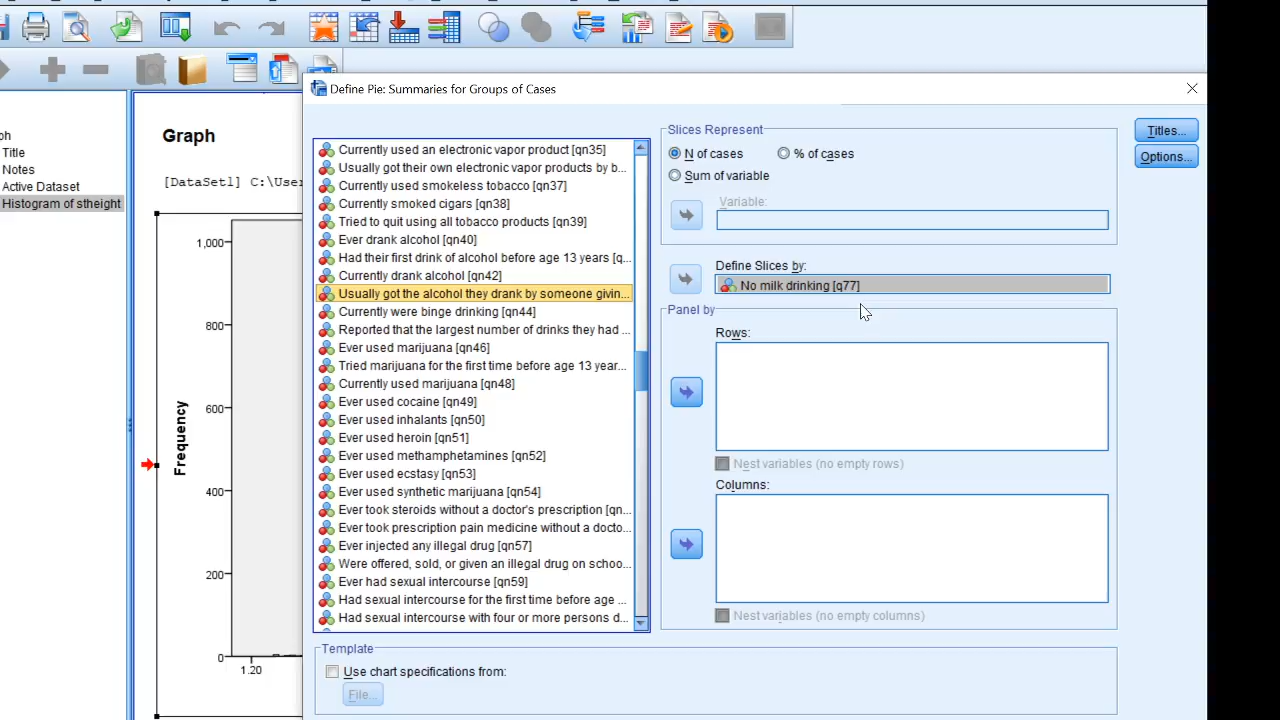 Define Pie: Summaries for Groups of Cases
ph
Title
Notes
Active Dataset
Histogram of stheight
Graph
[DataSet1] C:\User
1,000
800
600
400
200
0
1.20
Frequency
Currently used an electronic vapor product [qn35]
Usually got their own electronic vapor products by b...
Currently used smokeless tobacco [qn37]
Currently smoked cigars [qn38]
Tried to quit using all tobacco products [qn39]
Ever drank alcohol [qn40]
Had their first drink of alcohol before age 13 years [q...
Currently drank alcohol [qn42]
Usually got the alcohol they drank by someone givin...
Currently were binge drinking [qn44]
Reported that the largest number of drinks they had ...
Ever used marijuana [qn46]
Tried marijuana for the first time before age 13 year...
Currently used marijuana [qn48]
Ever used cocaine [qn49]
Ever used inhalants [qn50]
Ever used heroin [qn51]
Ever used methamphetamines [qn52]
Ever used ecstasy [qn53]
Ever used synthetic marijuana [qn54]
Ever took steroids without a doctor's prescription [qn...
Ever took prescription pain medicine without a docto...
Ever injected any illegal drug [qn57]
Were offered, sold, or given an illegal drug on schoo...
Ever had sexual intercourse [qn59]
Had sexual intercourse for the first time before age ...
Had sexual intercourse with four or more persons d...
Slices Represent
N of cases
% of cases
Sum of variable
Variable:
Define Slices by:
No milk drinking [q77]
Panel by
Rows:
Nest variables (no empty rows)
Columns:
Nest variables (no empty columns)
Titles...
Options...
Template
Use chart specifications from:
File...